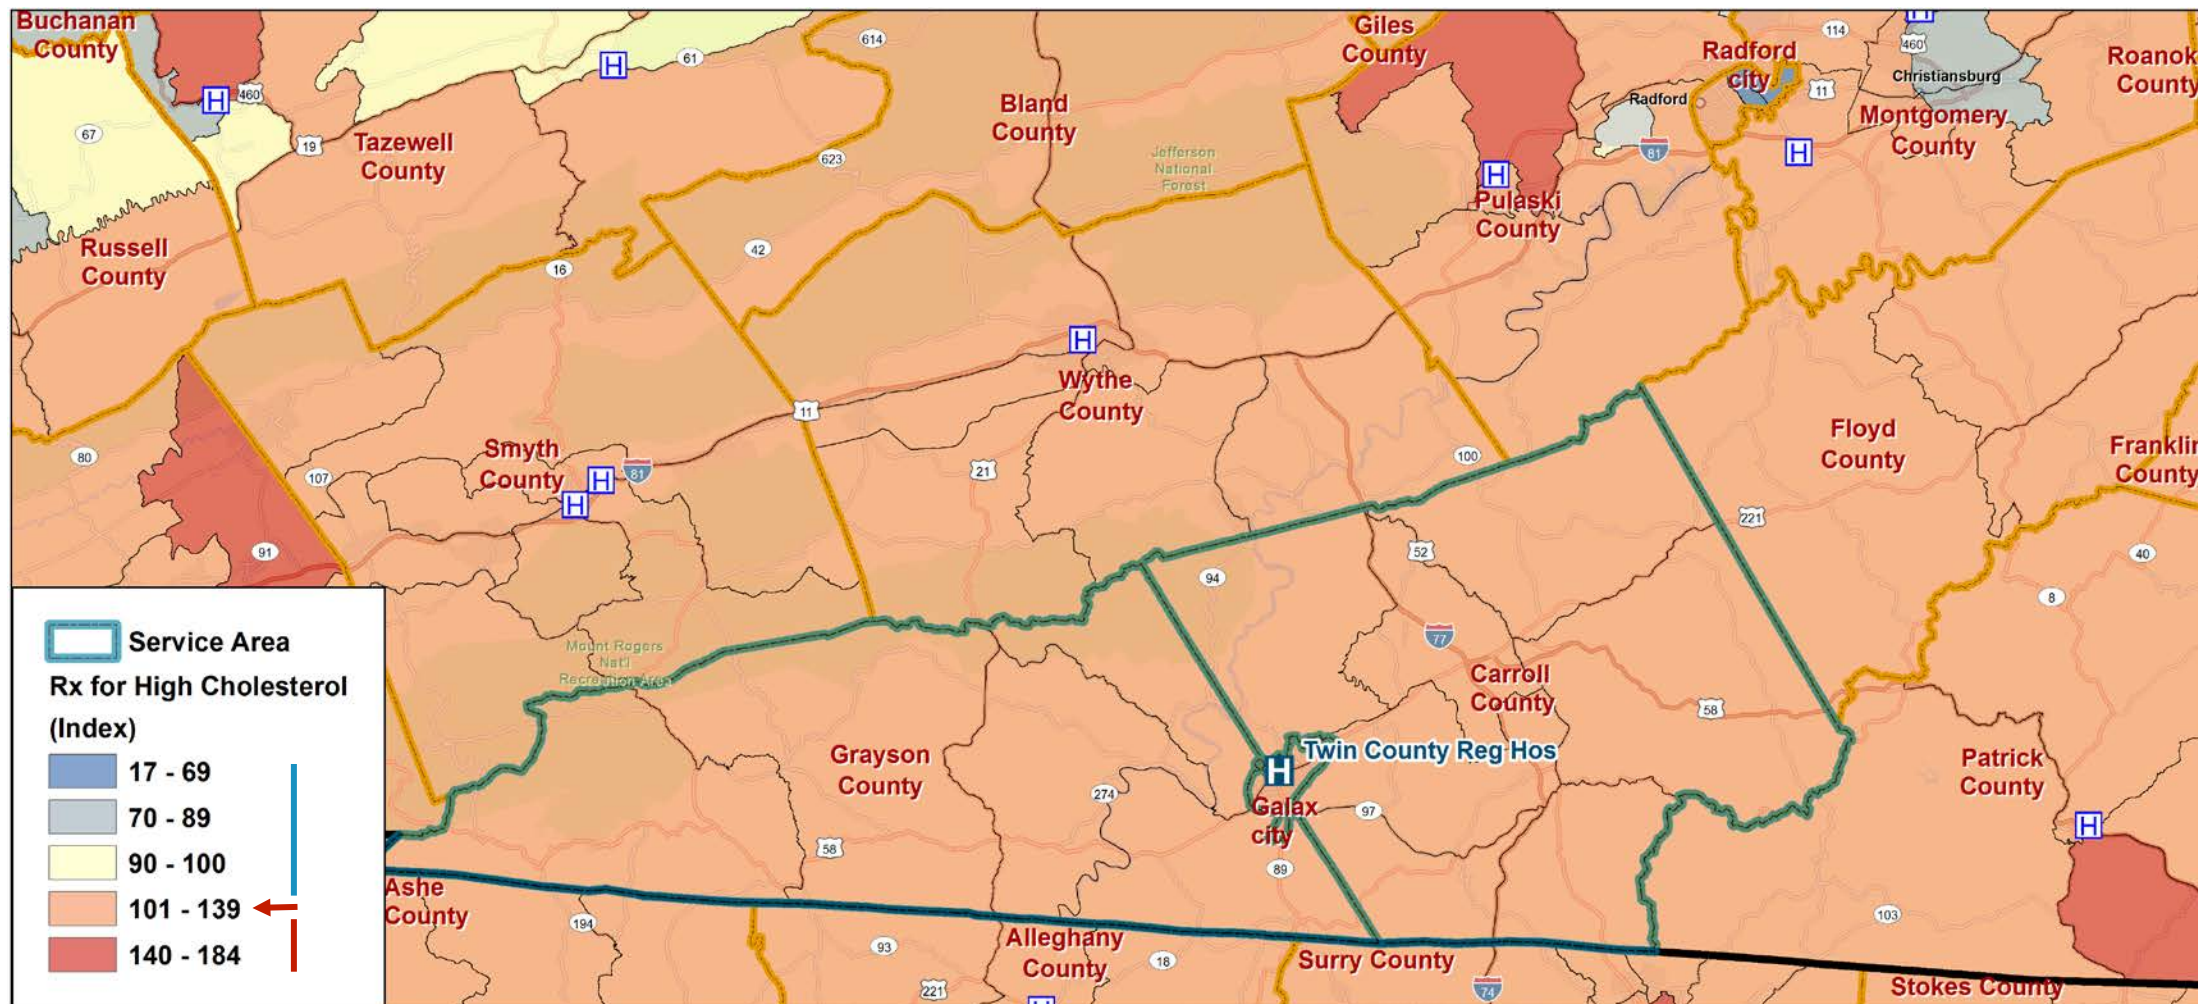 Buchanan
County
Giles
County
Radford
city
Roanok
County
614
114
460
61
H
H
H
460
Christiansburg
Radford
11
Bland
County
Montgomery
County
67
19
Tazewell
County
623
Jefferson
National
Forest
81
H
H
Pulaski
County
Russell
County
42
16
H
Wythe
County
11
Floyd
County
Franklin
County
80
107
Smyth
County
81
H
H
21
100
221
91
52
40
94
8
77
Mount Rogers
Nat'l
Recreation Area
Carroll
County
58
Grayson
County
Twin County Reg Hos
H
Galax
city
Patrick
County
274
97
H
58
89
Ashe
County
194
93
Alleghany
County
18
Surry County
103
221
74
H
Stokes County
Service Area
Rx for High Cholesterol
(Index)
17 - 69
70 - 89
90 - 100
101 - 139
140 - 184